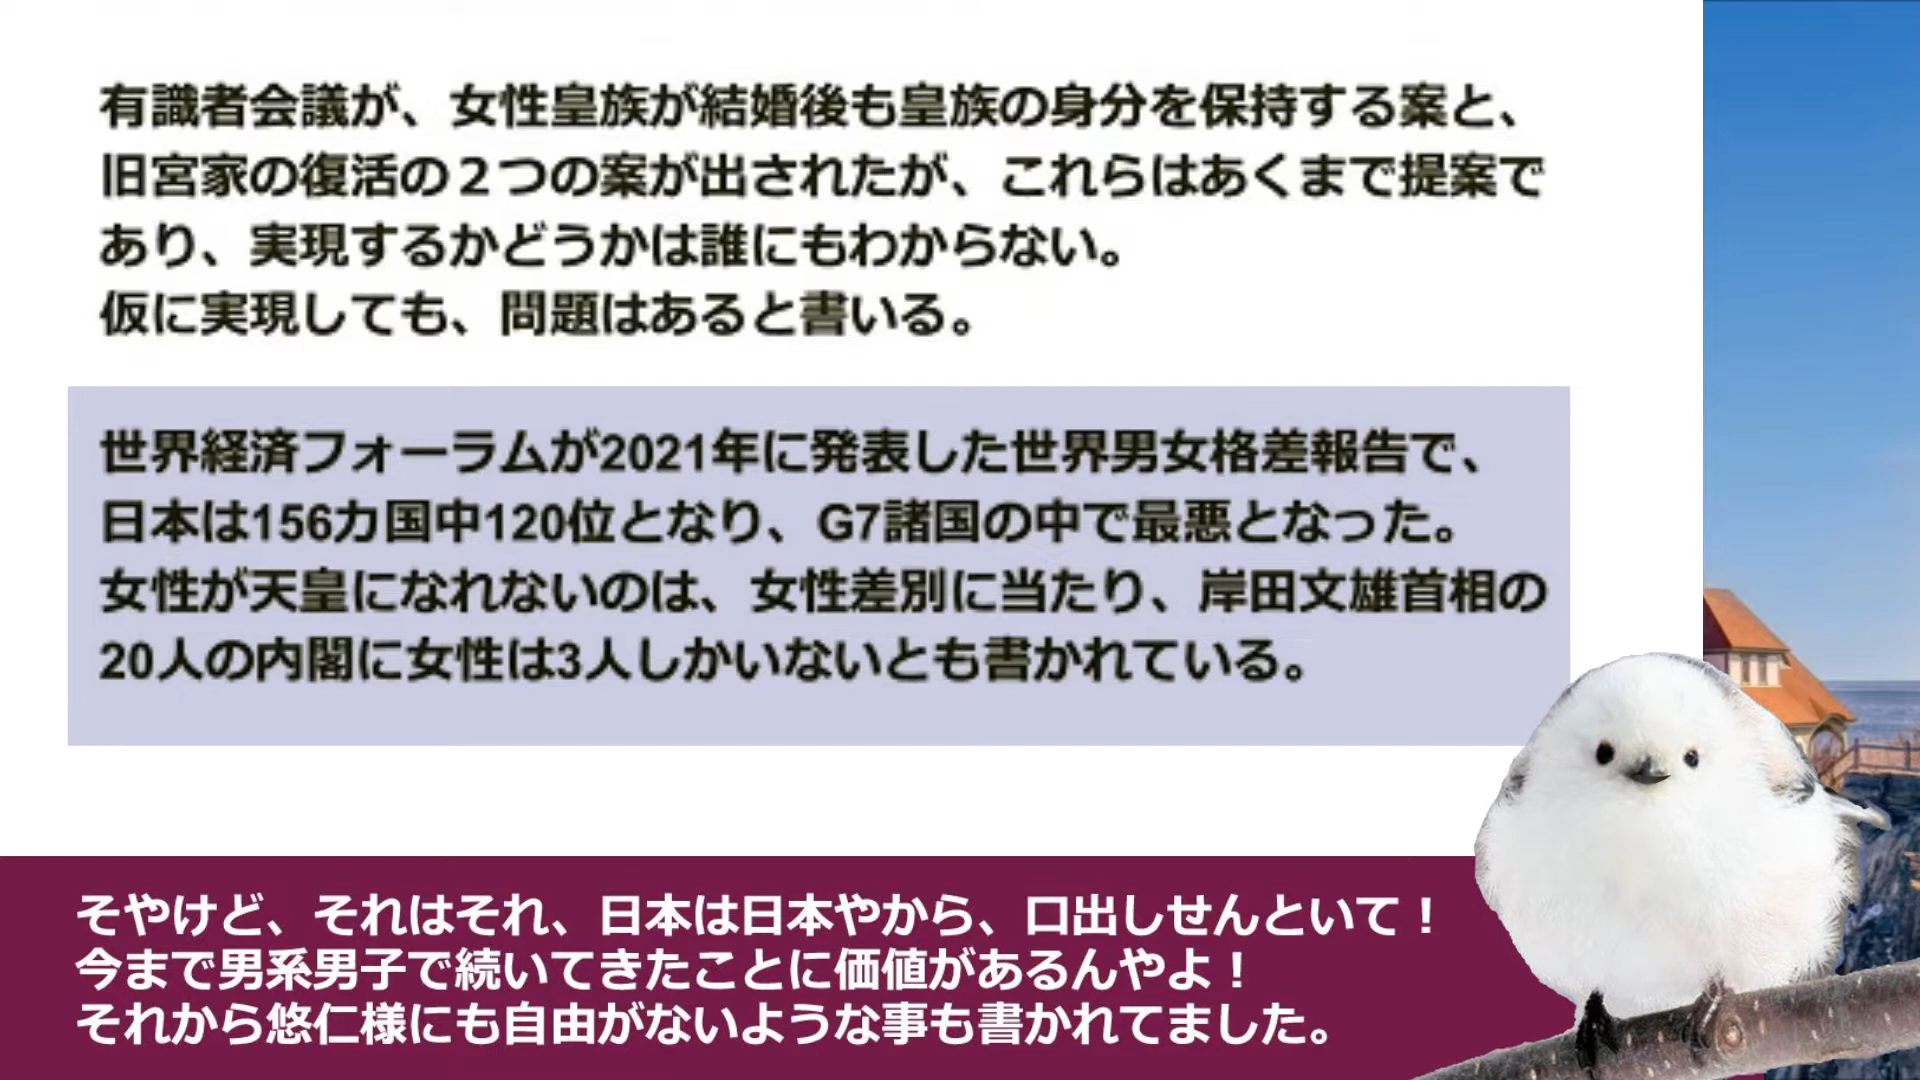 有識者会議が、女性皇族が結婚後も皇族の身分を保持する案と、
旧宮家の復活の２つの案が出されたが、これらはあくまで提案で
あり、実現するかどうかは誰にもわからない。
仮に実現しても、問題はあると書いる。
世界経済フォーラムが2021年に発表した世界男女格差報告で、
日本は156カ国中120位となり、G7諸国の中で最悪となった。
女性が天皇になれないのは、女性差別に当たり、岸田文雄首相の
20人の内閣に女性は3人しかいないとも書かれている。
そやけど、それはそれ、日本は日本やから、口出しせんといて！
今まで男系男子で続いてきたことに価値があるんやよ！
それから悠仁様にも自由がないような事も書かれてました。